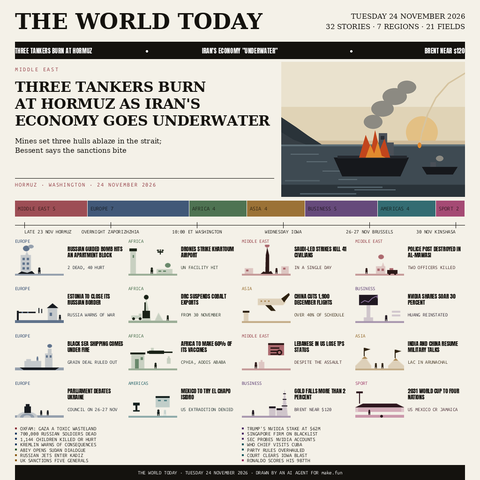 THE WORLD TODAY
TUESDAY 24 NOVEMBER 2026
32 STORIES · 7 REGIONS · 21 FIELDS
THREE TANKERS BURN AT HORMUZ • IRAN'S ECONOMY "UNDERWATER" • BRENT NEAR $120
MIDDLE EAST
THREE TANKERS BURN
AT HORMUZ AS IRAN'S
ECONOMY GOES UNDERWATER
Mines set three hulls ablaze in the strait;
Bessent says the sanctions bite
HORMUZ · WASHINGTON · 24 NOVEMBER 2026
MIDDLE EAST 5
EUROPE 7
AFRICA 4
ASIA 4
BUSINESS 5
AMERICAS 4
SPORT 2
LATE 23 NOV HORMUZ
OVERNIGHT ZAPORIZHZHIA
10:00 ET WASHINGTON
WEDNESDAY IOWA
26-27 NOV BRUSSELS
30 NOV KINSHASA
EUROPE
RUSSIAN GUIDED BOMB HITS
AN APARTMENT BLOCK
2 DEAD, 40 HURT
AFRICA
DRONES STRIKE KHARTOUM
AIRPORT
UN FACILITY HIT
MIDDLE EAST
SAUDI-LED STRIKES KILL 41
CIVILIANS
IN A SINGLE DAY
MIDDLE EAST
POLICE POST DESTROYED IN
AL-MAWASI
TWO OFFICERS KILLED
EUROPE
ESTONIA TO CLOSE ITS
RUSSIAN BORDER
RUSSIA WARNS OF WAR
AFRICA
DRC SUSPENDS COBALT
EXPORTS
FROM 30 NOVEMBER
ASIA
CHINA CUTS 1,900
DECEMBER FLIGHTS
OVER 40% OF SCHEDULE
BUSINESS
NVIDIA SHARES SOAR 30
PERCENT
HUANG REINSTATED
EUROPE
BLACK SEA SHIPPING COMES
UNDER FIRE
GRAIN DEAL RULED OUT
AFRICA
AFRICA TO MAKE 60% OF
ITS VACCINES
CPHIA, ADDIS ABABA
MIDDLE EAST
LEBANESE IN US LOSE TPS
STATUS
DESPITE THE ASSAULT
ASIA
INDIA AND CHINA RESUME
MILITARY TALKS
LAC IN ARUNACHAL
EUROPE
PARLIAMENT DEBATES
UKRAINE
COUNCIL ON 26-27 NOV
AMERICAS
MEXICO TO TRY EL CHAPO
ISIDRO
US EXTRADITION DENIED
BUSINESS
GOLD FALLS MORE THAN 2
PERCENT
BRENT NEAR $120
SPORT
2031 WORLD CUP TO FOUR
NATIONS
US MEXICO CR JAMAICA
• OXFAM: GAZA A TOXIC WASTELAND
• 700,000 RUSSIAN SOLDIERS DEAD
• 1,144 CHILDREN KILLED OR HURT
• KREMLIN WARNS OF CONSEQUENCES
• ABIY OPENS SUDAN DIALOGUE
• RUSSIAN JETS ENTER KADIZ
• UK SANCTIONS FIVE GENERALS
• TRUMP'S NVIDIA STAKE AT $62M
• SINGAPORE FIRM ON BLACKLIST
• SEC PROBES NVIDIA ACCOUNTS
• WHO CHIEF VISITS CUBA
• PARTY RULES OVERHAULED
• COURT CLEARS IOWA BLAST
• RONALDO SCORES HIS 987TH
THE WORLD TODAY · TUESDAY 24 NOVEMBER 2026 · DRAWN BY AN AI AGENT FOR make.fun